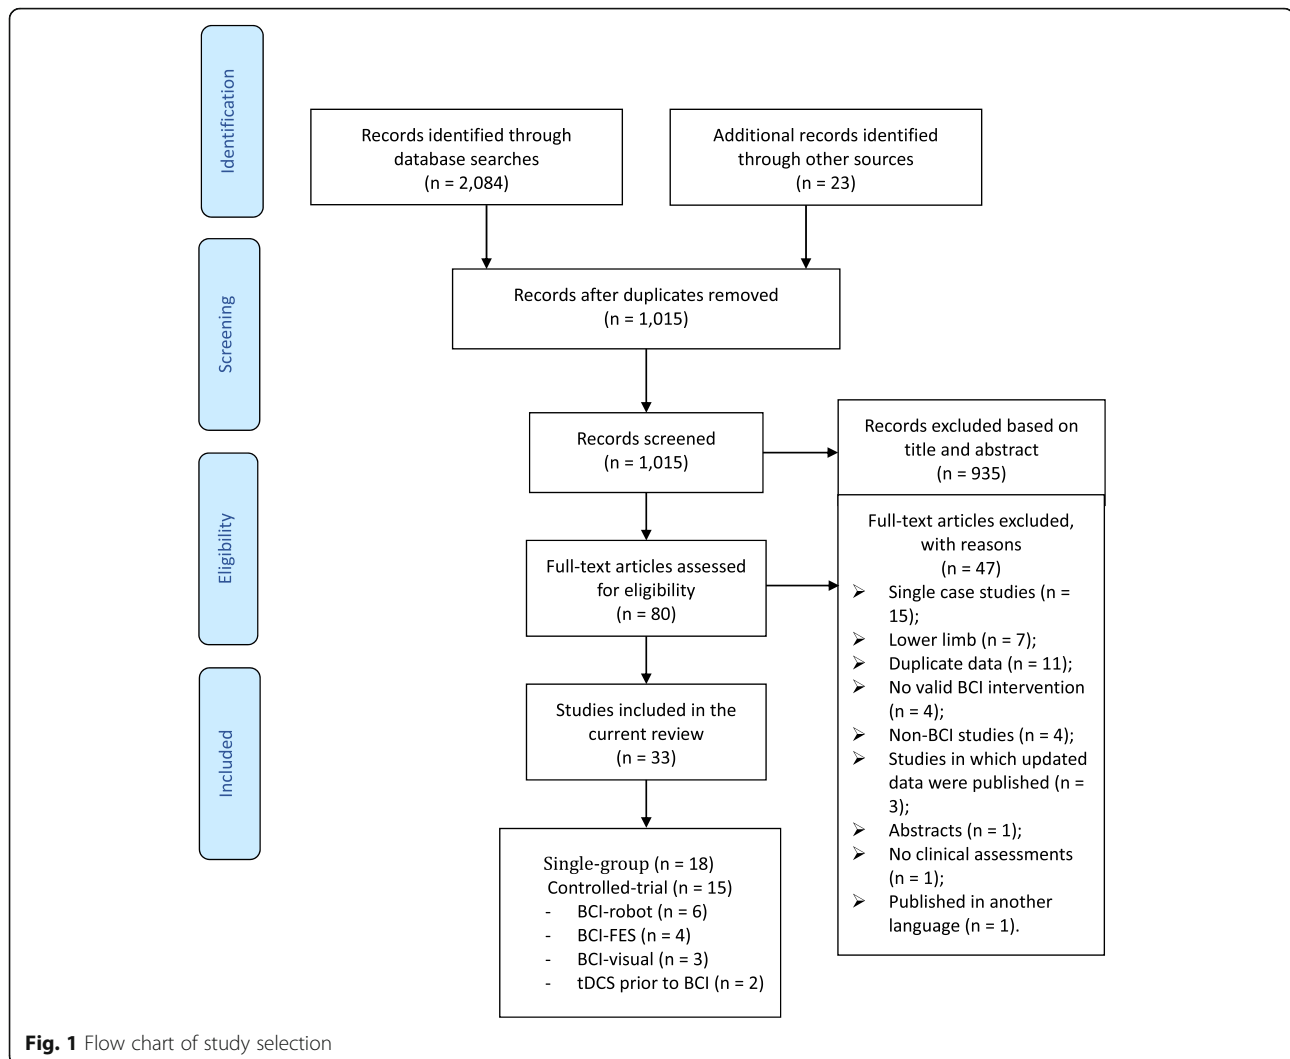 Identification
Records identified through
database searches
(n = 2,084)
Additional records identified
through other sources
(n = 23)
Screening
Records after duplicates removed
(n = 1,015)
Records screened
(n = 1,015)
Records excluded based on
title and abstract
(n = 935)
Eligibility
Full-text articles assessed
for eligibility
(n = 80)
Full-text articles excluded,
with reasons
(n = 47)
➢ Single case studies (n =
15);
➢ Lower limb (n = 7);
➢ Duplicate data (n = 11);
➢ No valid BCI intervention
(n = 4);
➢ Non-BCI studies (n = 4);
➢ Studies in which updated
data were published (n =
3);
➢ Abstracts (n = 1);
➢ No clinical assessments
(n = 1);
➢ Published in another
language (n = 1).
Included
Studies included in the
current review
(n = 33)
Single-group (n = 18)
Controlled-trial (n = 15)
- BCI-robot (n = 6)
- BCI-FES (n = 4)
- BCI-visual (n = 3)
- tDCS prior to BCI (n = 2)
Fig. 1 Flow chart of study selection